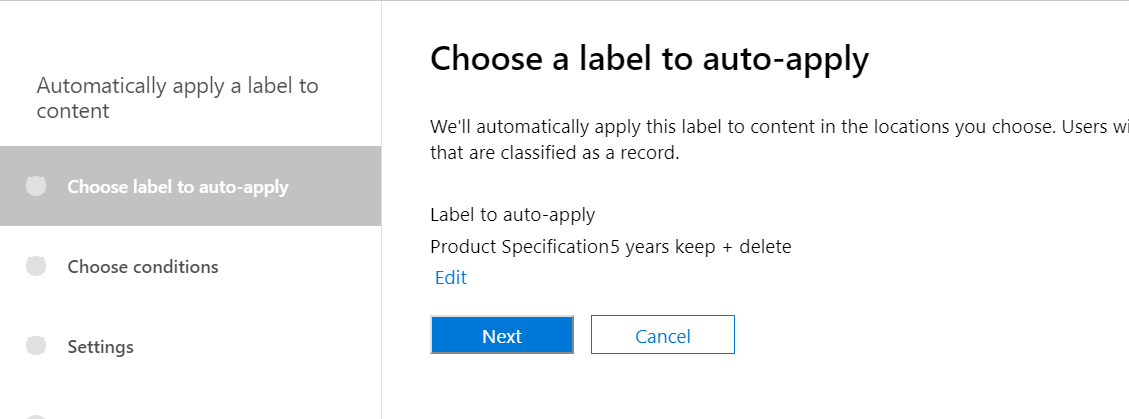 Automatically apply a label to
content
Choose label to auto-apply
Choose conditions
Settings
Choose a label to auto-apply
We'll automatically apply this label to content in the locations you choose. Users
that are classified as a record.
Label to auto-apply
Product Specification5 years keep + delete
Edit
Next
Cancel